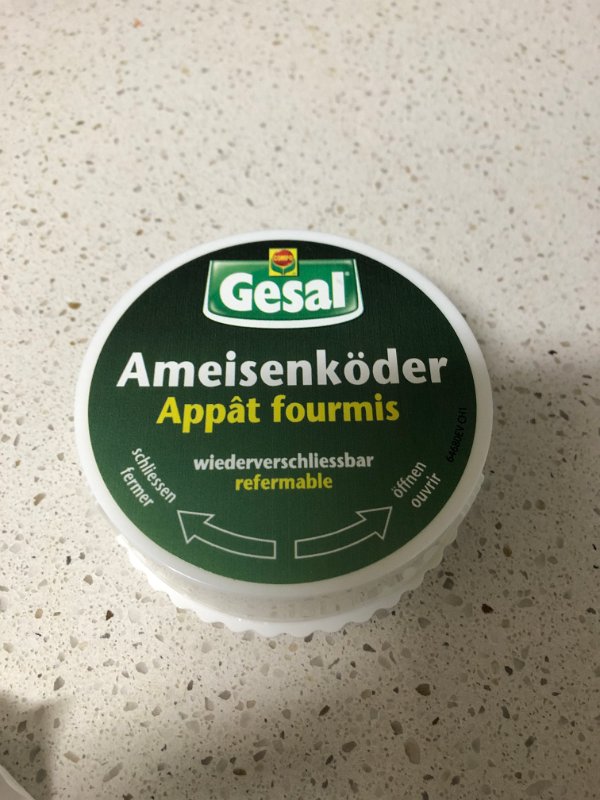 COMPO
Gesal
Ameisenköder
Appât fourmis
wiederverschliessbar
refermable
schliessen
fermer
öffnen
ouvrir